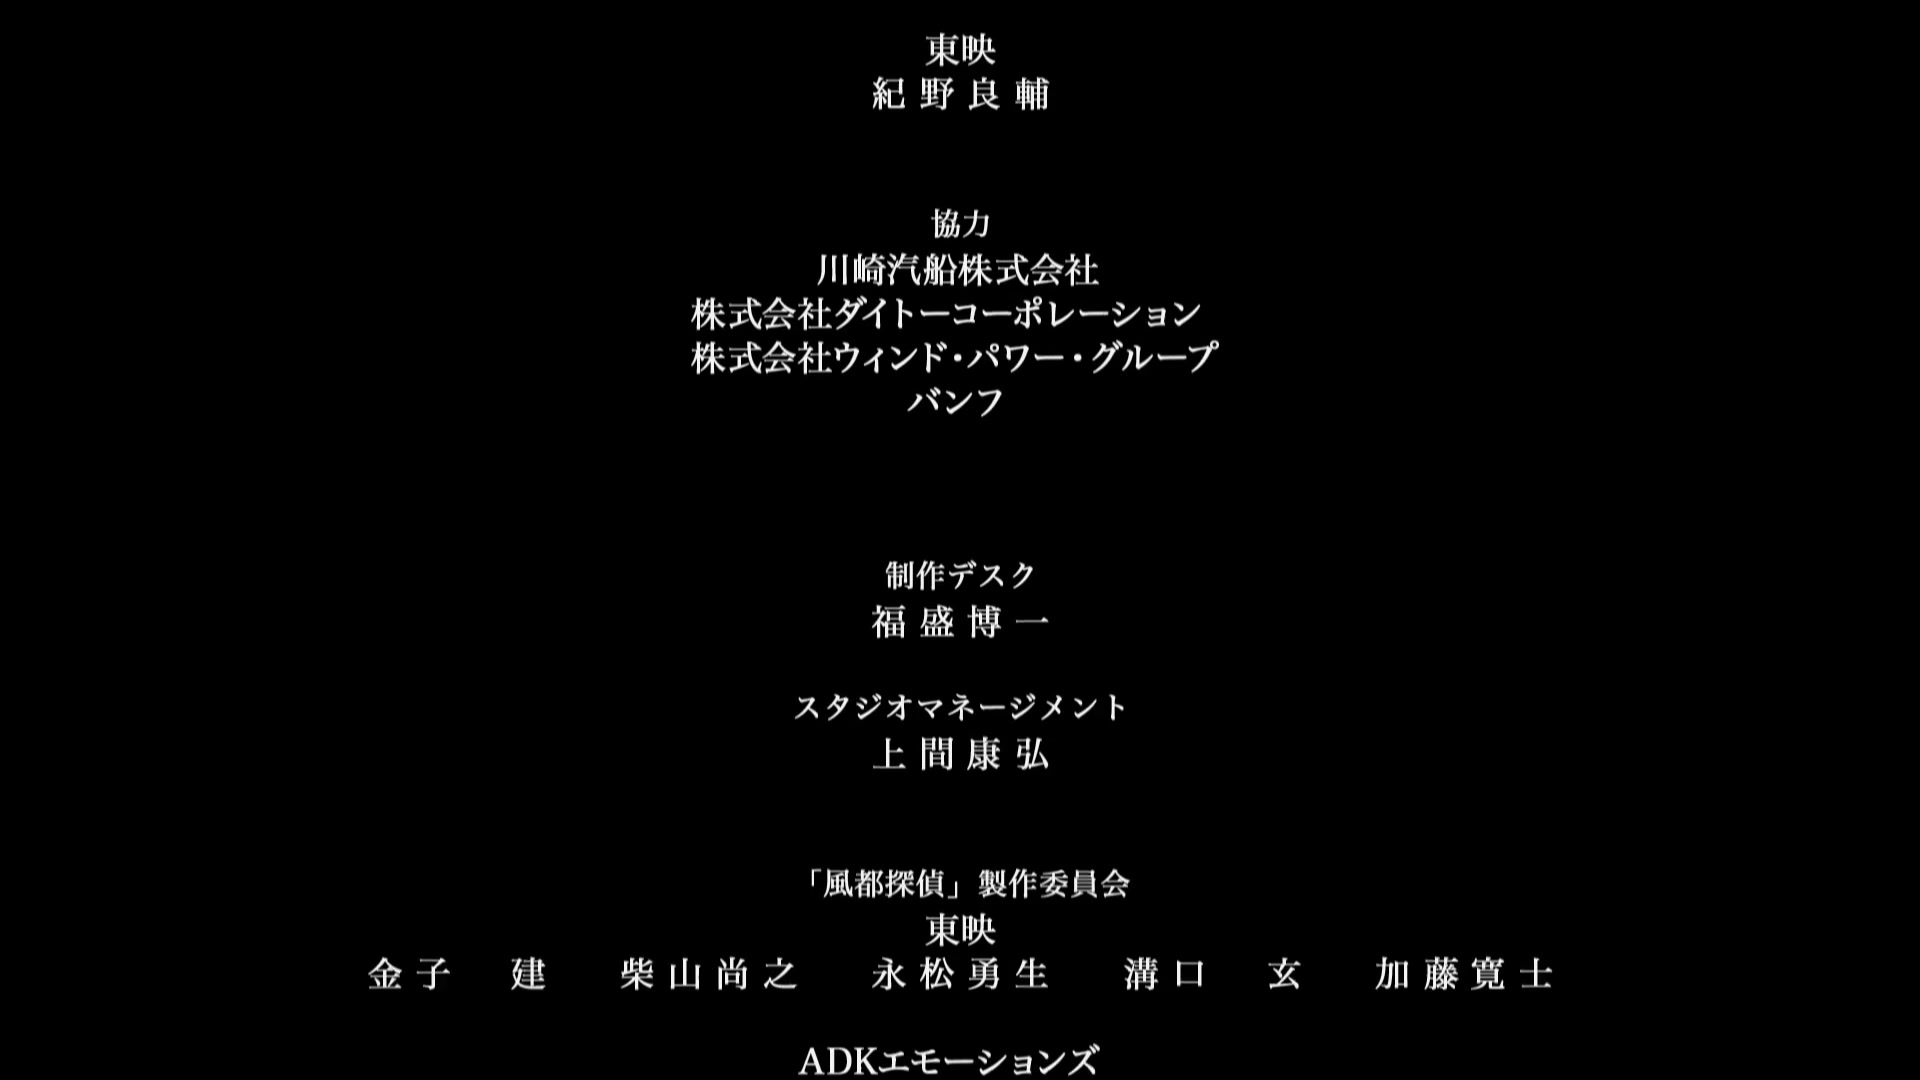 東映
紀野良輔
協力
川崎汽船株式会社
株式会社ダイトーコーポレーション
株式会社ウィンド・パワー・グループ
バンフ
制作デスク
福盛博一
スタジオマネージメント
上間康弘
「風都探偵」製作委員会
東映
金子 建 柴山尚之 永松勇生 溝口 玄 加藤寛士
ADKエモーションズ